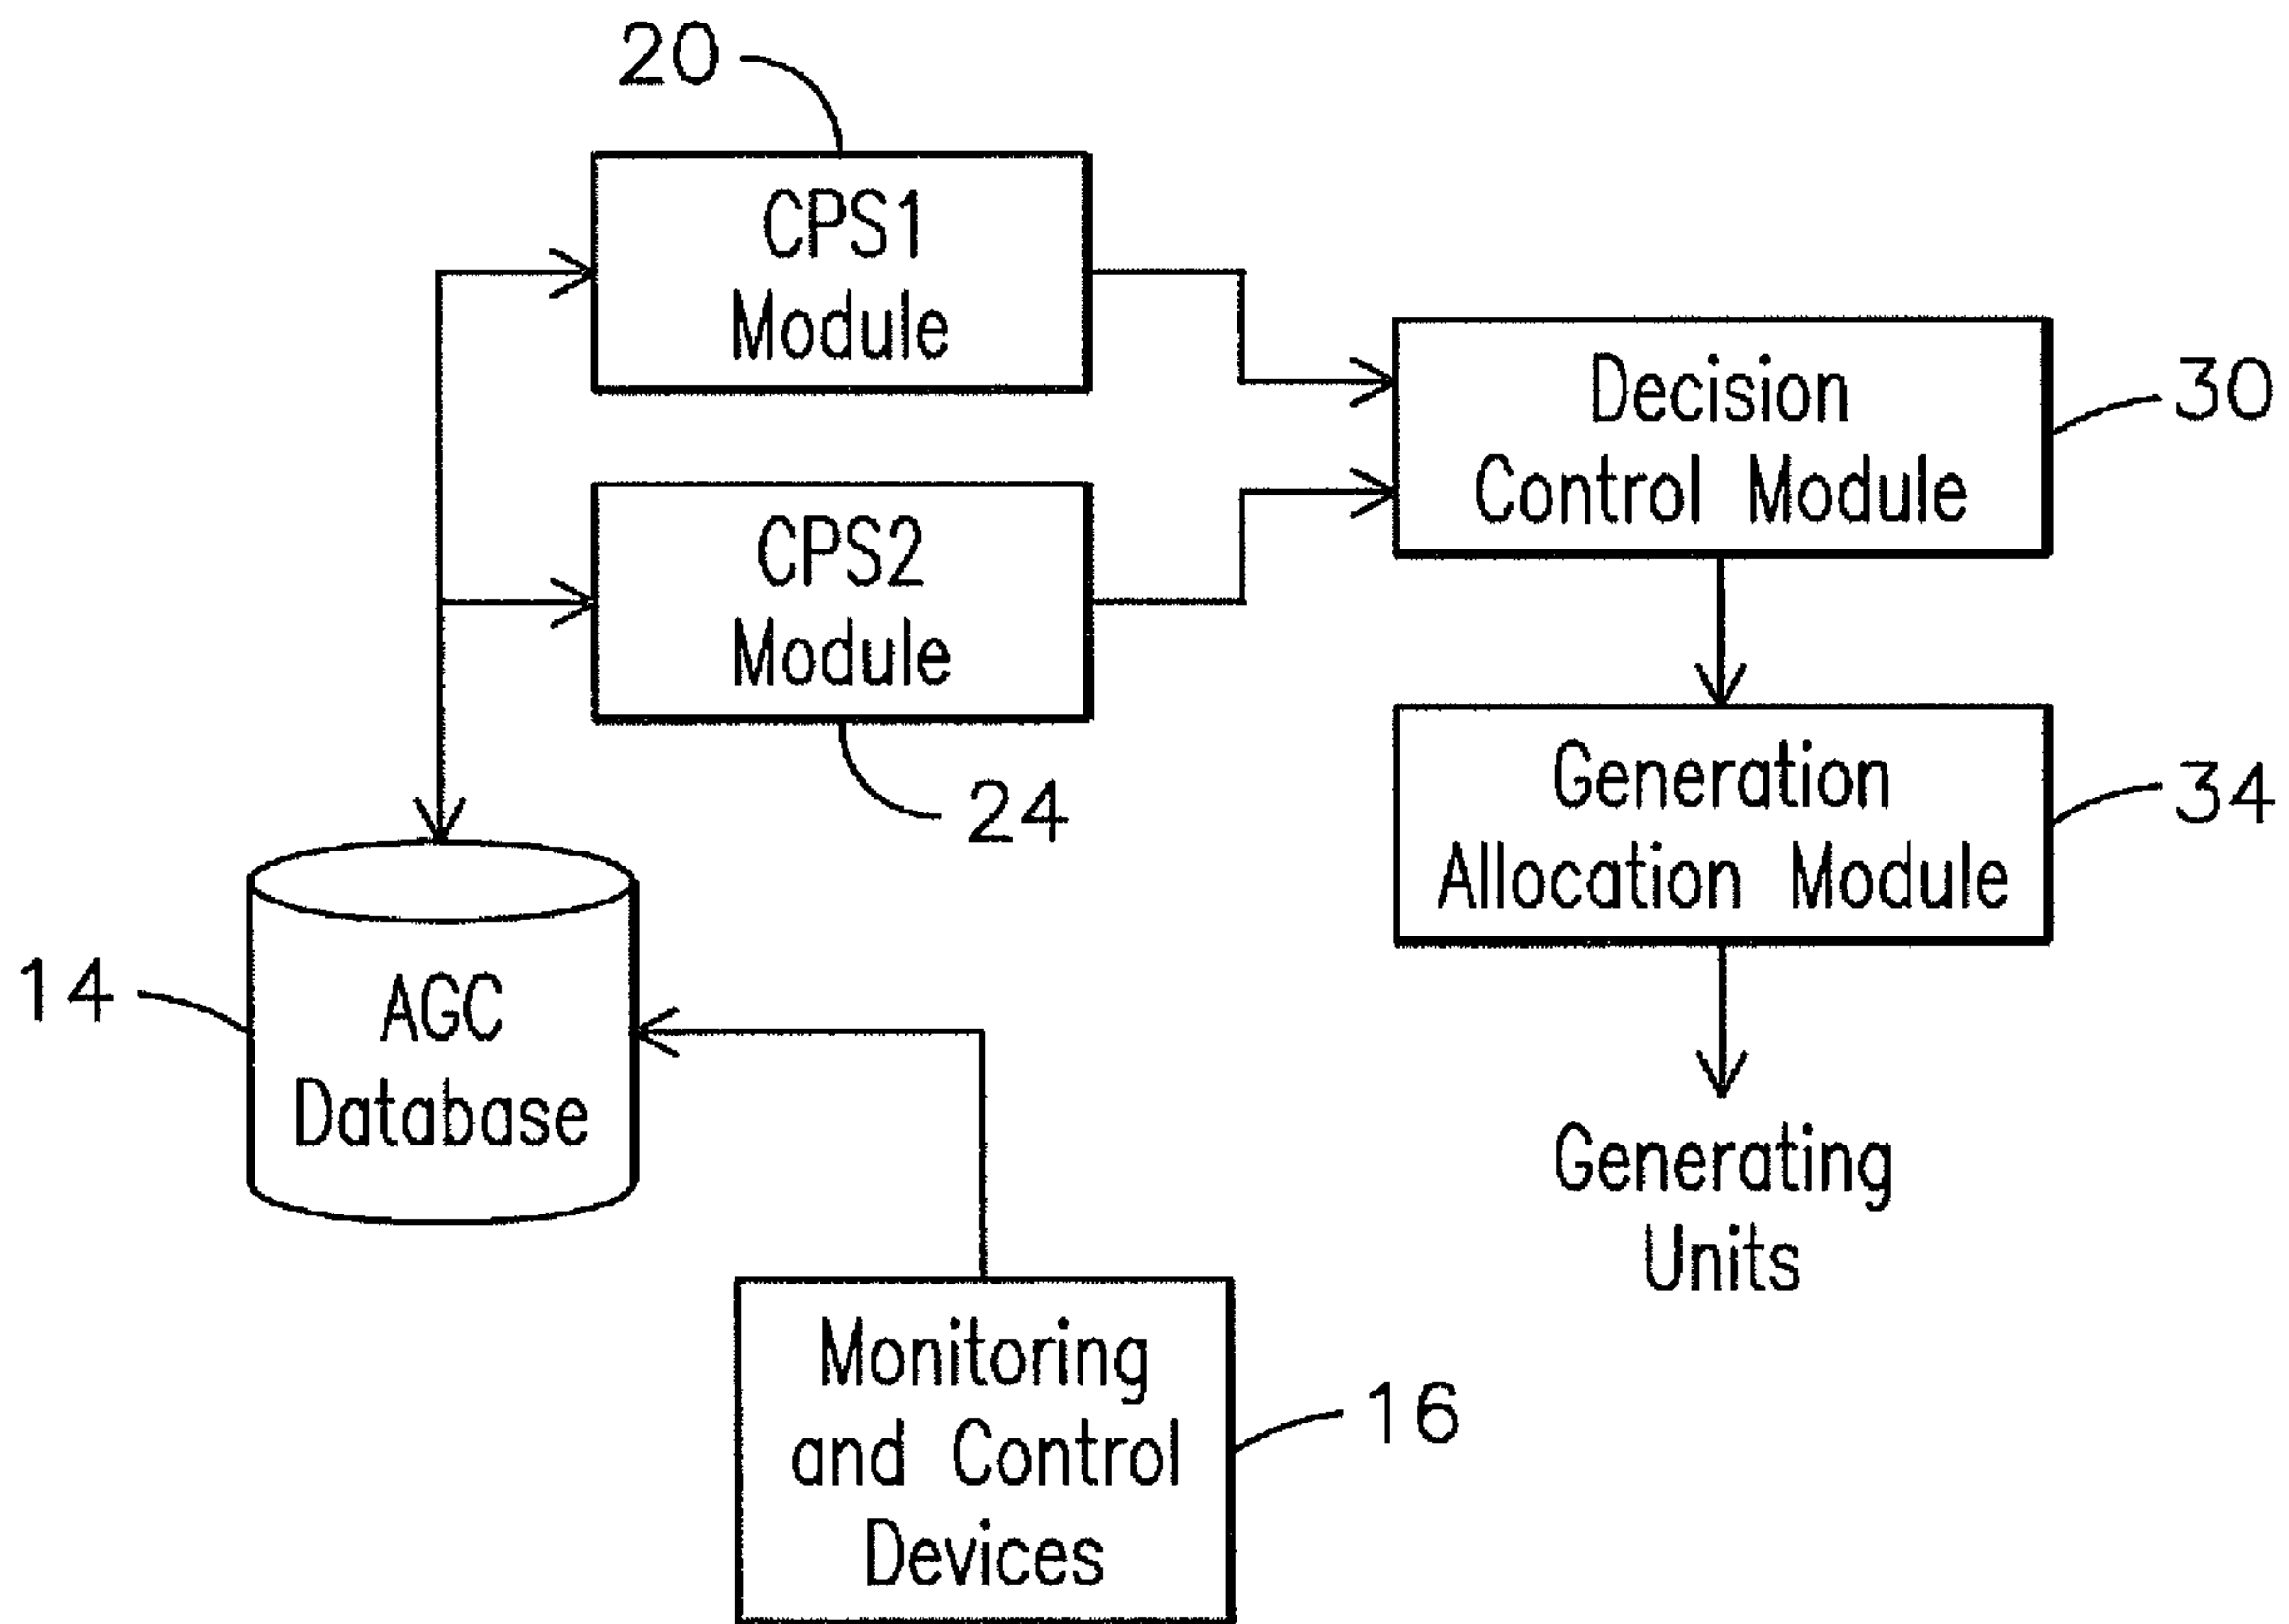 20
CPS1
Module
Decision
Control Module
30
CPS2
Module
24
Generation
Allocation Module
34
14
AGC
Database
Generating
Units
Monitoring
and Control
Devices
16